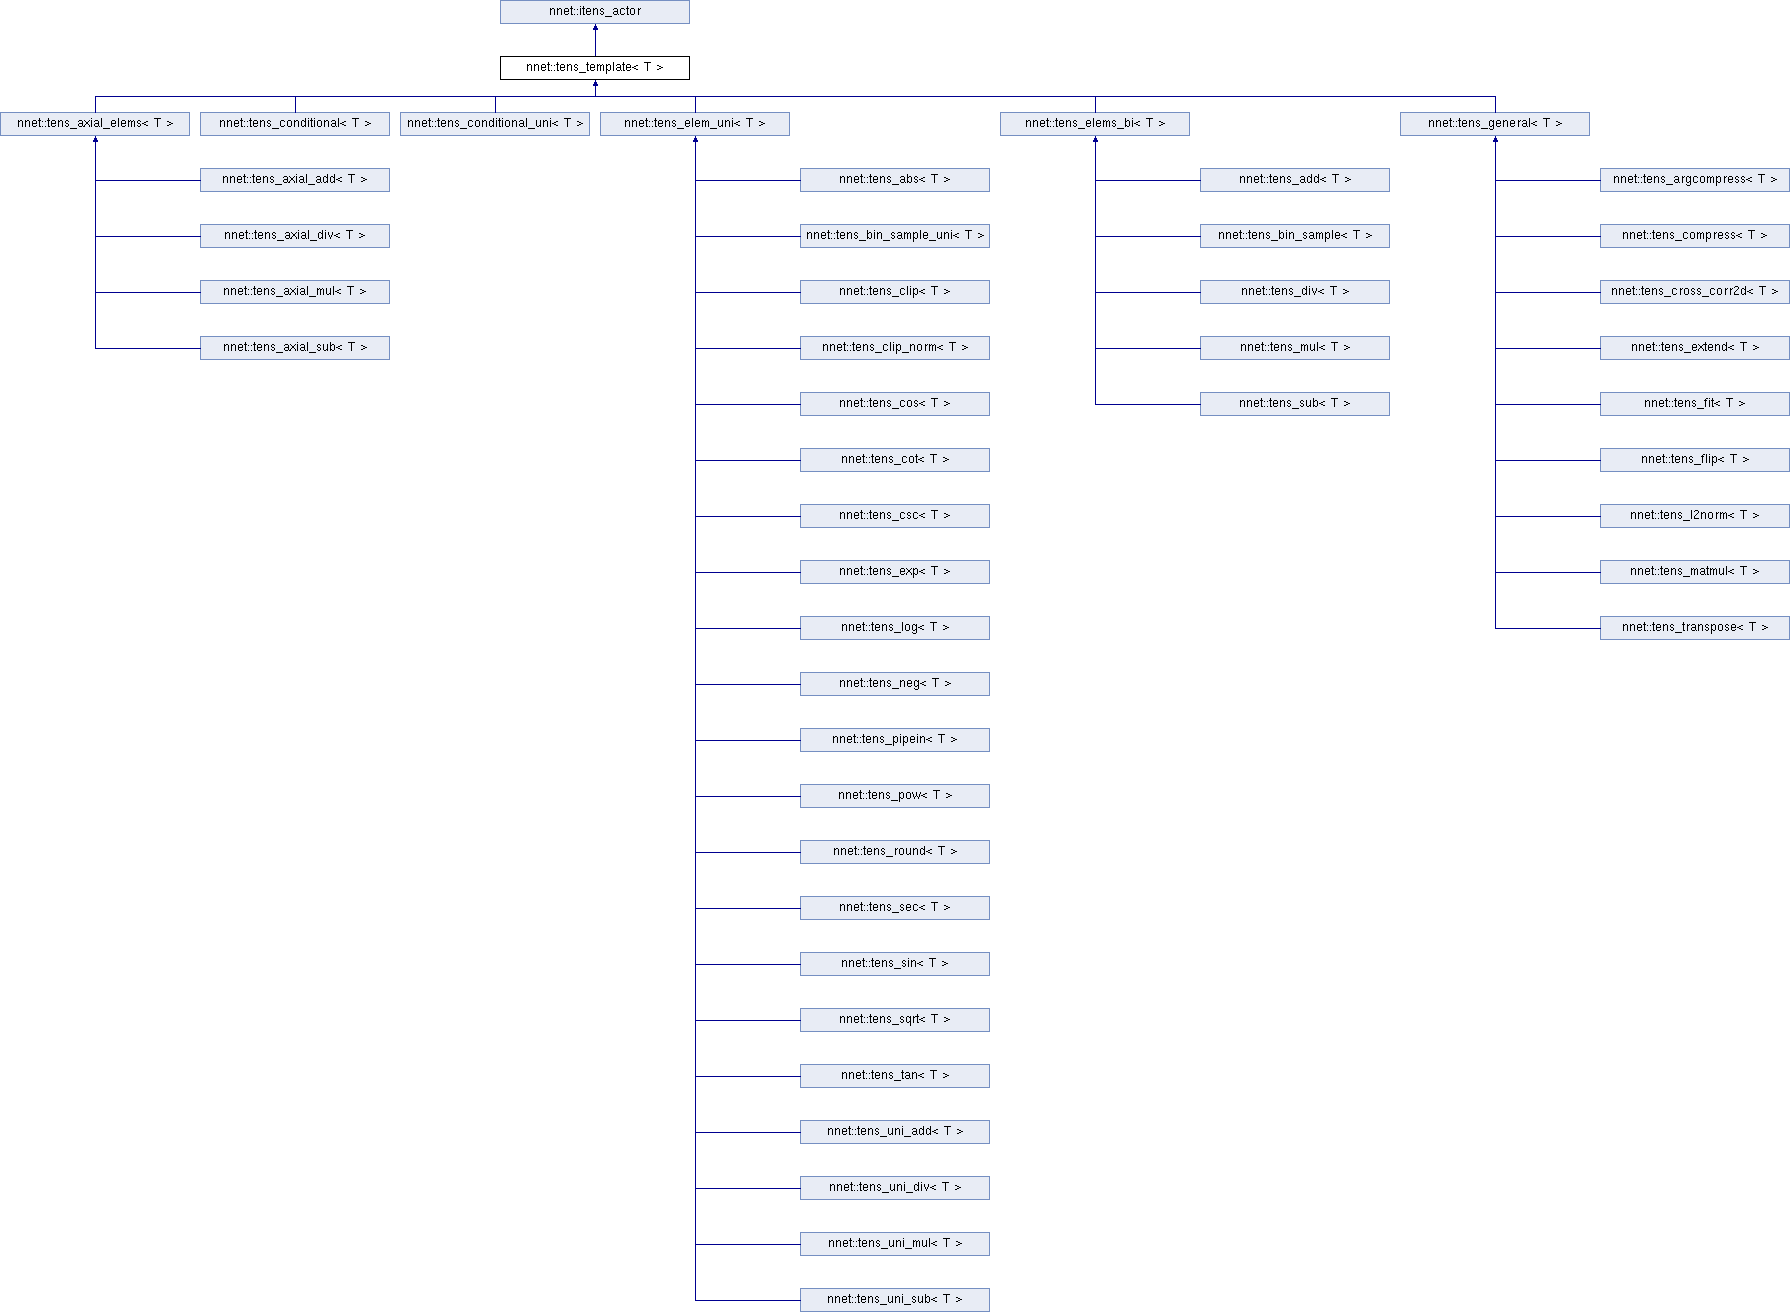 nnet::itens_actor
nnet::tens_template< T >
nnet::tens_axial_elems< T >
nnet::tens_conditional< T >
nnet::tens_conditional_uni< T >
nnet::tens_elem_uni< T >
nnet::tens_elems_bi< T >
nnet::tens_general< T >
nnet::tens_axial_add< T >
nnet::tens_abs< T >
nnet::tens_add< T >
nnet::tens_argcompress< T >
nnet::tens_axial_div< T >
nnet::tens_bin_sample_uni< T >
nnet::tens_bin_sample< T >
nnet::tens_compress< T >
nnet::tens_axial_mul< T >
nnet::tens_clip< T >
nnet::tens_div< T >
nnet::tens_cross_corr2d< T >
nnet::tens_axial_sub< T >
nnet::tens_clip_norm< T >
nnet::tens_mul< T >
nnet::tens_extend< T >
nnet::tens_cos< T >
nnet::tens_sub< T >
nnet::tens_fit< T >
nnet::tens_cot< T >
nnet::tens_flip< T >
nnet::tens_csc< T >
nnet::tens_l2norm< T >
nnet::tens_exp< T >
nnet::tens_matmul< T >
nnet::tens_log< T >
nnet::tens_transpose< T >
nnet::tens_neg< T >
nnet::tens_pipein< T >
nnet::tens_pow< T >
nnet::tens_round< T >
nnet::tens_sec< T >
nnet::tens_sin< T >
nnet::tens_sqrt< T >
nnet::tens_tan< T >
nnet::tens_uni_add< T >
nnet::tens_uni_div< T >
nnet::tens_uni_mul< T >
nnet::tens_uni_sub< T >